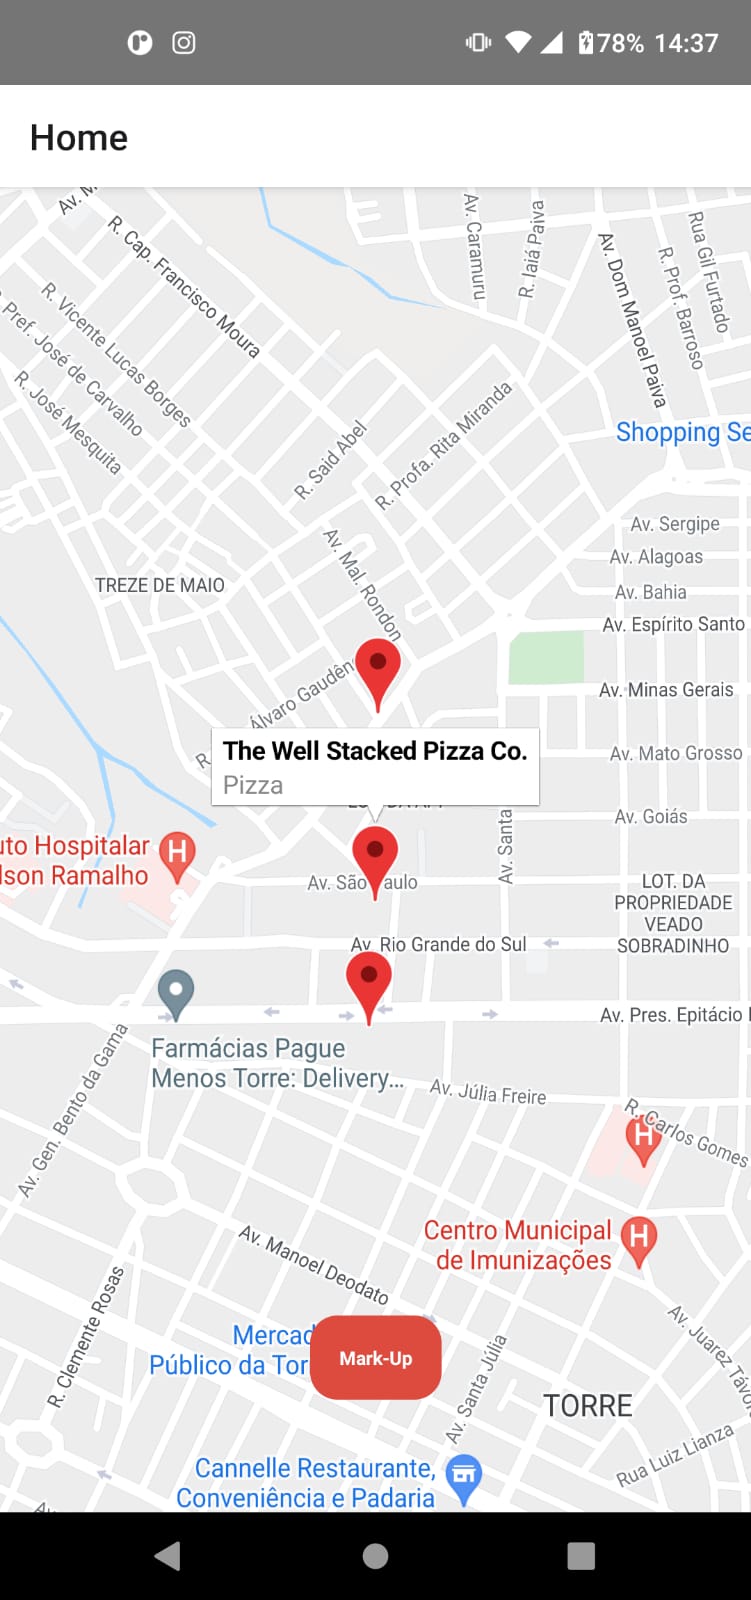 78% 14:37
Home
Av. M
R. Cap. Francisco Moura
Av. Caramuru
R. Iaiá Paiva
Av. Dom Manoel Paiva
R. Prof. Barroso
Rua Gil Furtado
R. Vicente Lucas Borges
Pref. José de Carvalho
R. José Mesquita
R. Said Abel
R. Profa. Rita Miranda
Shopping Se
Av. Sergipe
Av. Mal. Rondon
Av. Alagoas
TREZE DE MAIO
Av. Bahia
Av. Espírito Santo
R. Álvaro Gaudên
Av. Minas Gerais
The Well Stacked Pizza Co.
Pizza
Av. Mato Grosso
Av. Goiás
Av. Santa
uto Hospitalar
lson Ramalho
H
Av. São Paulo
LOT. DA
PROPRIEDADE
VEADO
SOBRADINHO
Av. Rio Grande do Sul
Av. Pres. Epitácio
Farmácias Pague
Menos Torre: Delivery...
Av. Gen. Bento da Gama
Av. Júlia Freire
R. Carlos Gomes
H
Centro Municipal
de Imunizações
H
Av. Manoel Deodato
R. Clemente Rosas
Mercad
Público da Tor
Mark-Up
Av. Santa Júlia
Av. Juarez Távo
TORRE
Rua Luiz Lianza
Cannelle Restaurante,
Conveniência e Padaria
Av